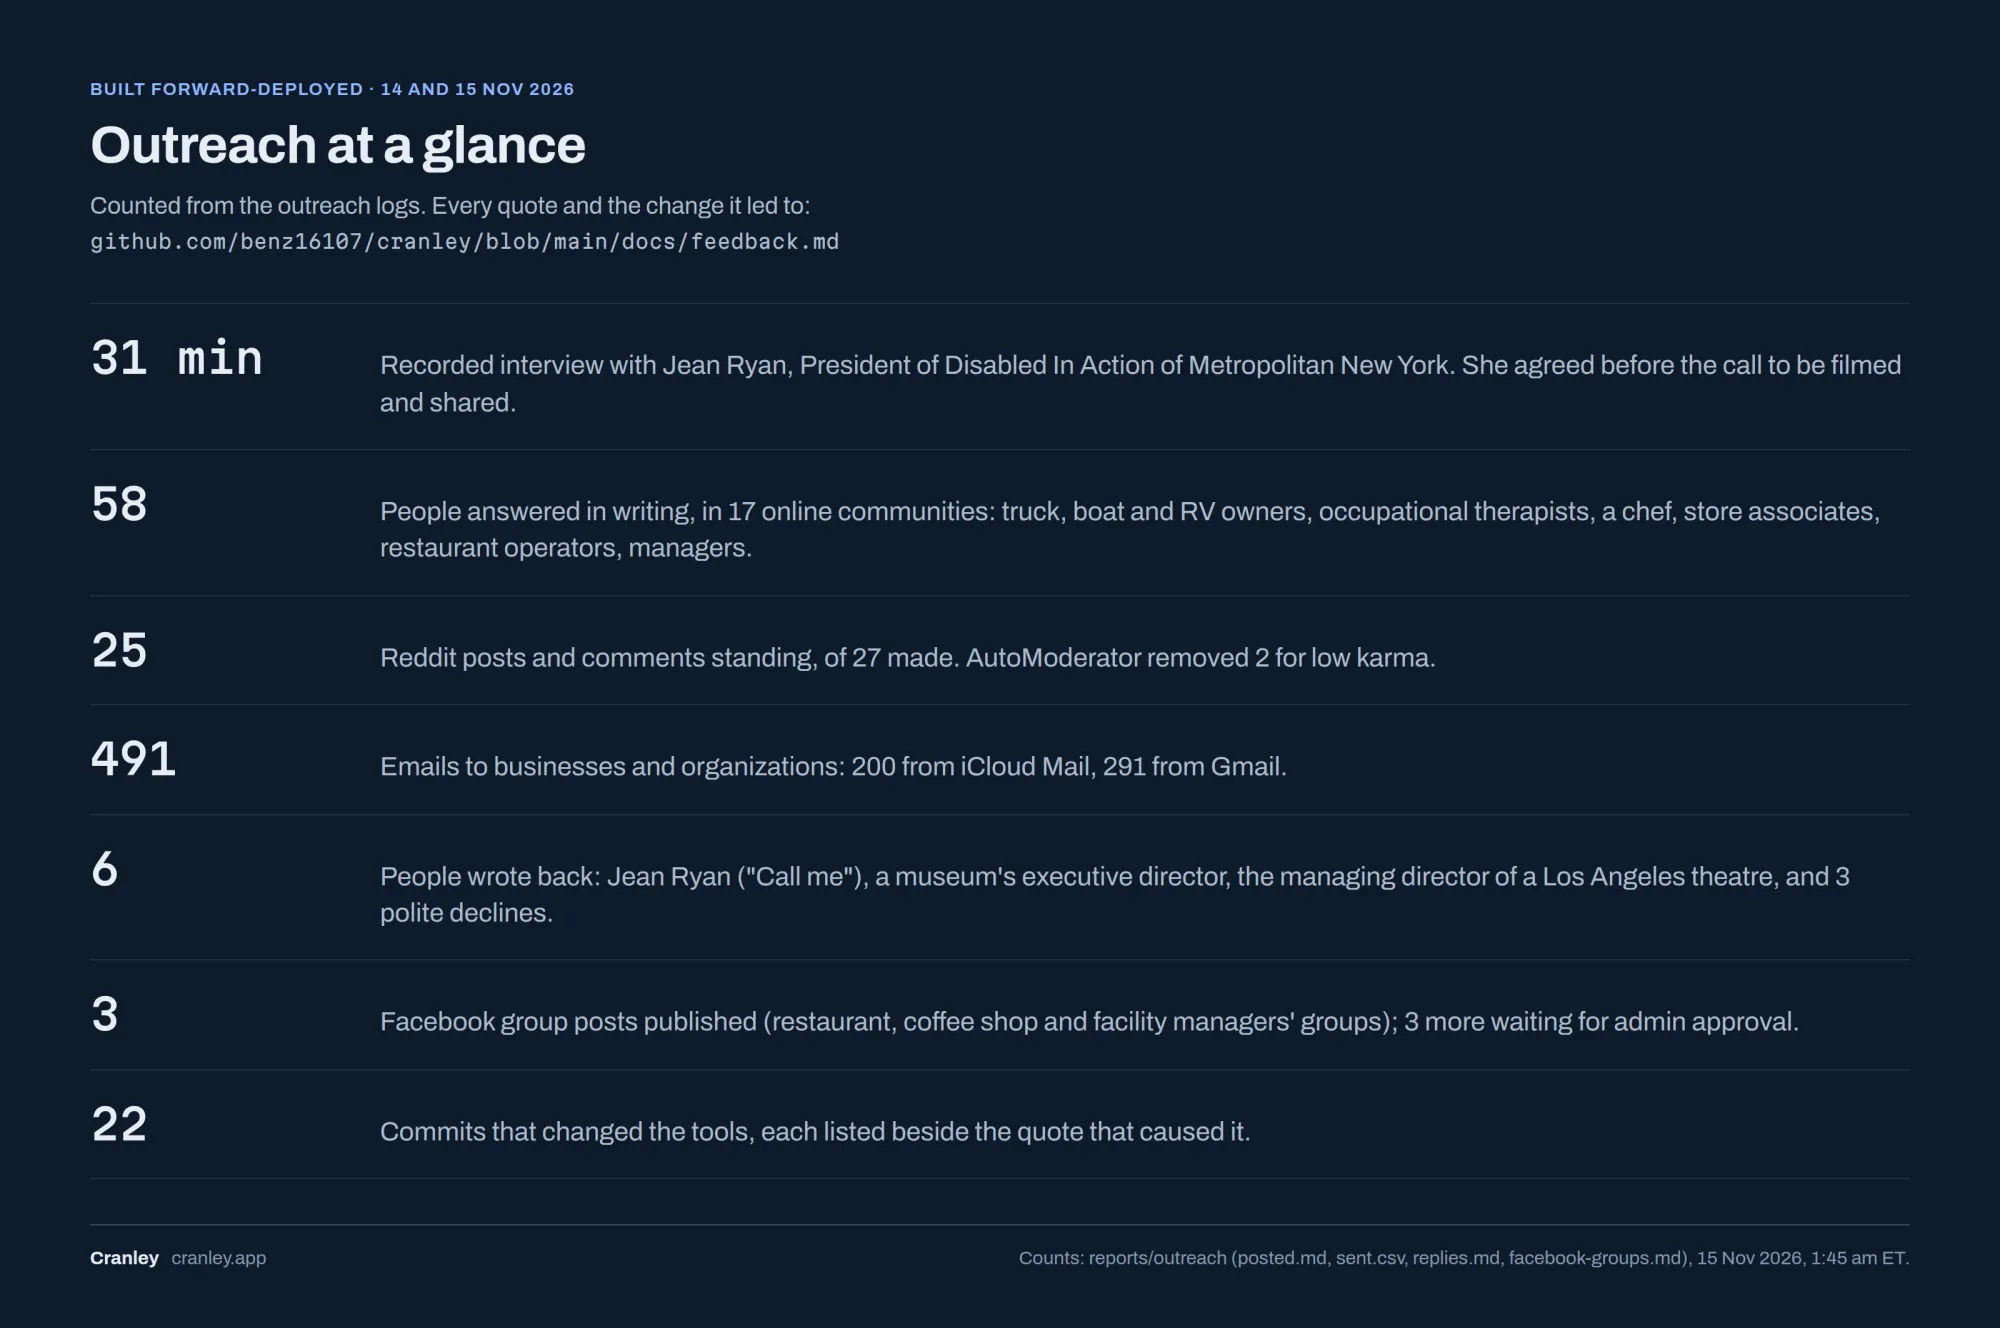 BUILT FORWARD-DEPLOYED · 14 AND 15 NOV 2026
Outreach at a glance
Counted from the outreach logs. Every quote and the change it led to:
github.com/benz16107/cranley/blob/main/docs/feedback.md
31 min
Recorded interview with Jean Ryan, President of Disabled In Action of Metropolitan New York. She agreed before the call to be filmed
and shared.
58
People answered in writing, in 17 online communities: truck, boat and RV owners, occupational therapists, a chef, store associates,
restaurant operators, managers.
25
Reddit posts and comments standing, of 27 made. AutoModerator removed 2 for low karma.
491
Emails to businesses and organizations: 200 from iCloud Mail, 291 from Gmail.
6
People wrote back: Jean Ryan ("Call me"), a museum's executive director, the managing director of a Los Angeles theatre, and 3
polite declines.
3
Facebook group posts published (restaurant, coffee shop and facility managers' groups); 3 more waiting for admin approval.
22
Commits that changed the tools, each listed beside the quote that caused it.
Cranley cranley.app
Counts: reports/outreach (posted.md, sent.csv, replies.md, facebook-groups.md), 15 Nov 2026, 1:45 am ET.